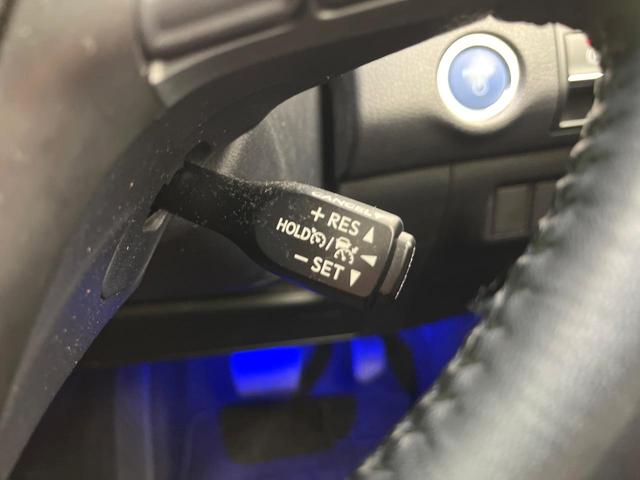 CANCEL
+ RES
HOLD /
− SET